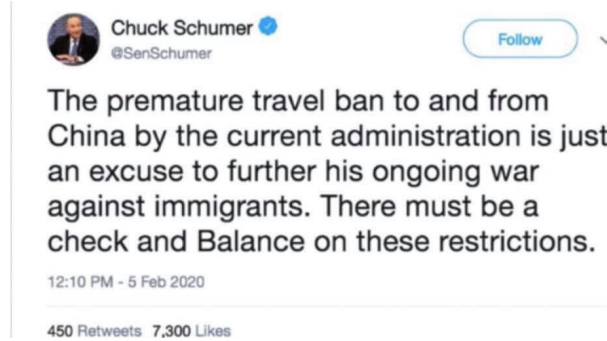 Chuck Schumer
@SenSchumer
Follow
The premature travel ban to and from
China by the current administration is just
an excuse to further his ongoing war
against immigrants. There must be a
check and Balance on these restrictions.
12:10 PM - 5 Feb 2020
450 Retweets 7,300 Likes